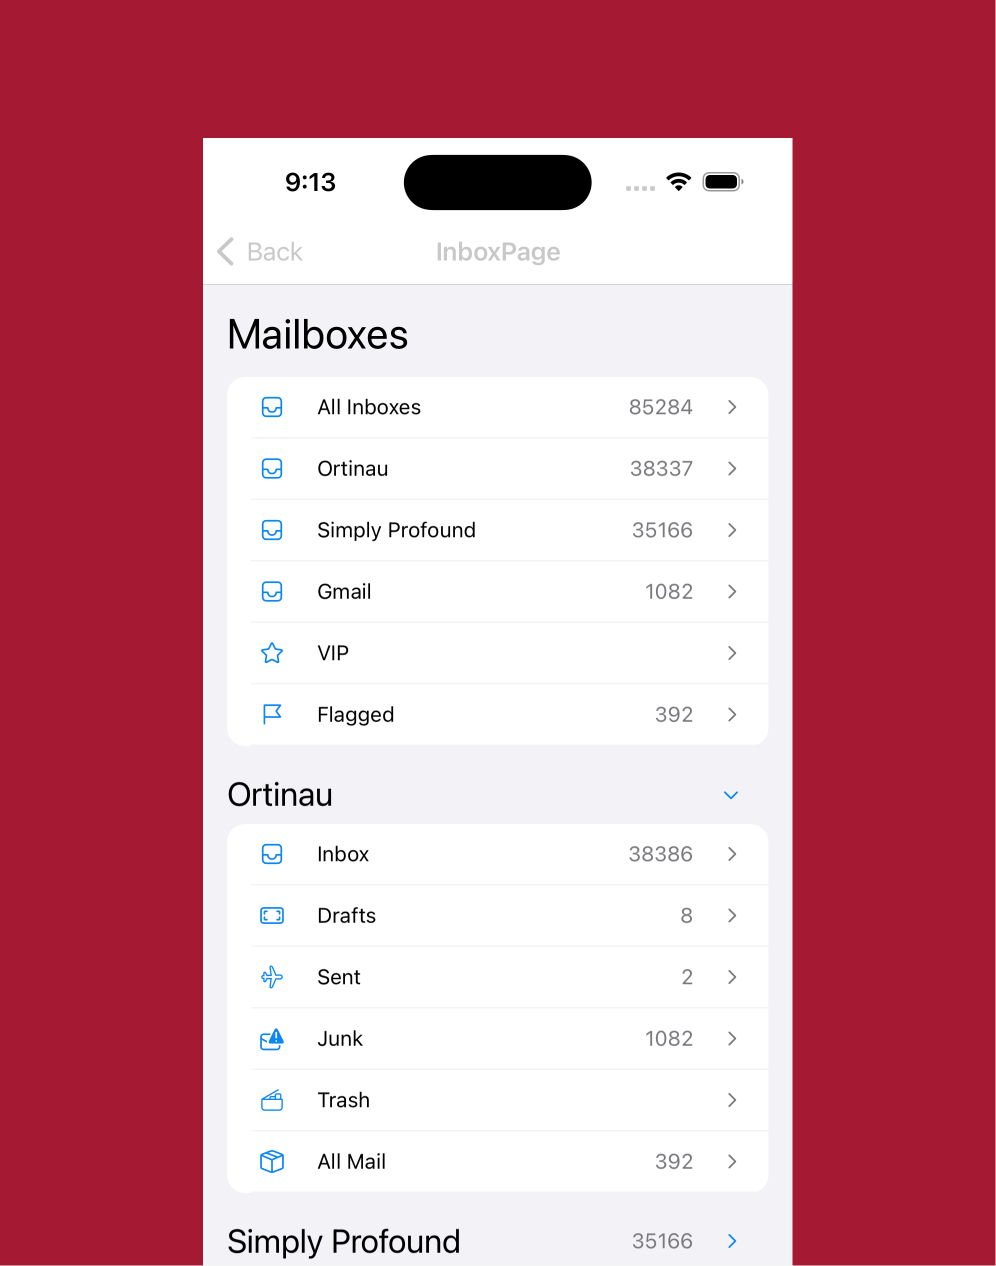 9:13
Back InboxPage
Mailboxes
All Inboxes 85284
Ortinau 38337
Simply Profound 35166
Gmail 1082
VIP
Flagged 392
Ortinau
Inbox 38386
Drafts 8
Sent 2
Junk 1082
Trash
All Mail 392
Simply Profound 35166